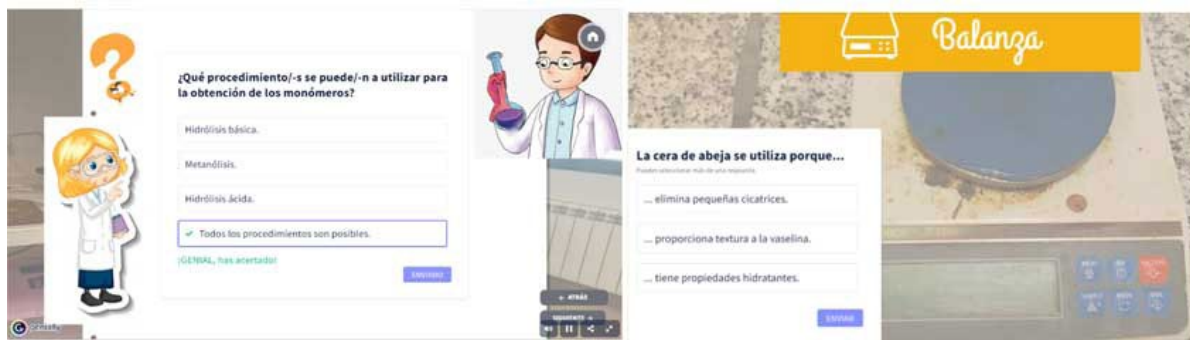 ¿Qué procedimiento/-s se puede/-n a utilizar para
la obtención de los monómeros?
Hidrólisis básica.
Metanólisis.
Hidrólisis ácida.
Todos los procedimientos son posibles.
¡GENIAL, has acertado!
ENVIAR
← ATRÁS
SIGUIENTE →
Genially
Balanza
La cera de abeja se utiliza porque...
Pueden seleccionar más de una respuesta.
... elimina pequeñas cicatrices.
... proporciona textura a la vaselina.
... tiene propiedades hidratantes.
ENVIAR